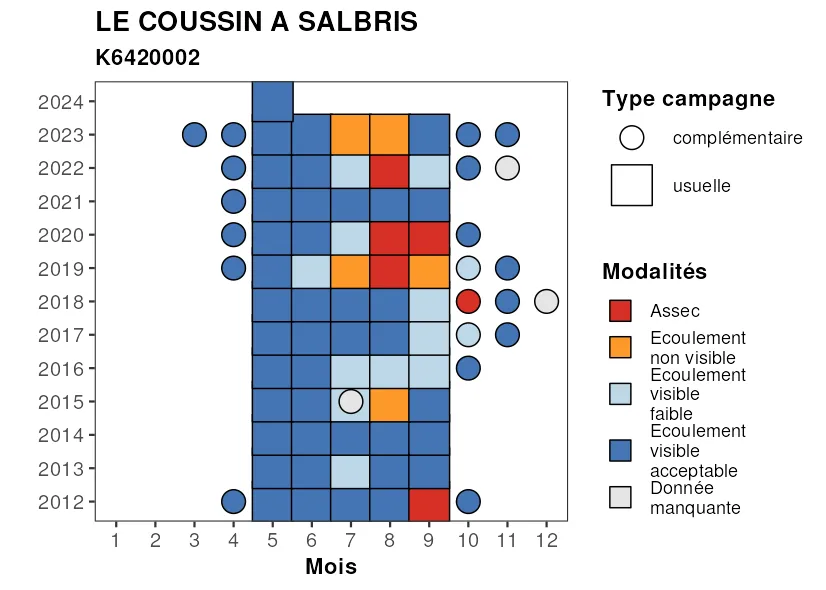 LE COUSSIN A SALBRIS
K6420002
2024
2023
2022
2021
2020
2019
2018
2017
2016
2015
2014
2013
2012
1 2 3 4 5 6 7 8 9 10 11 12
Mois
Type campagne
complémentaire
usuelle
Modalités
Assec
Ecoulement
non visible
Ecoulement
visible
faible
Ecoulement
visible
acceptable
Donnée
manquante